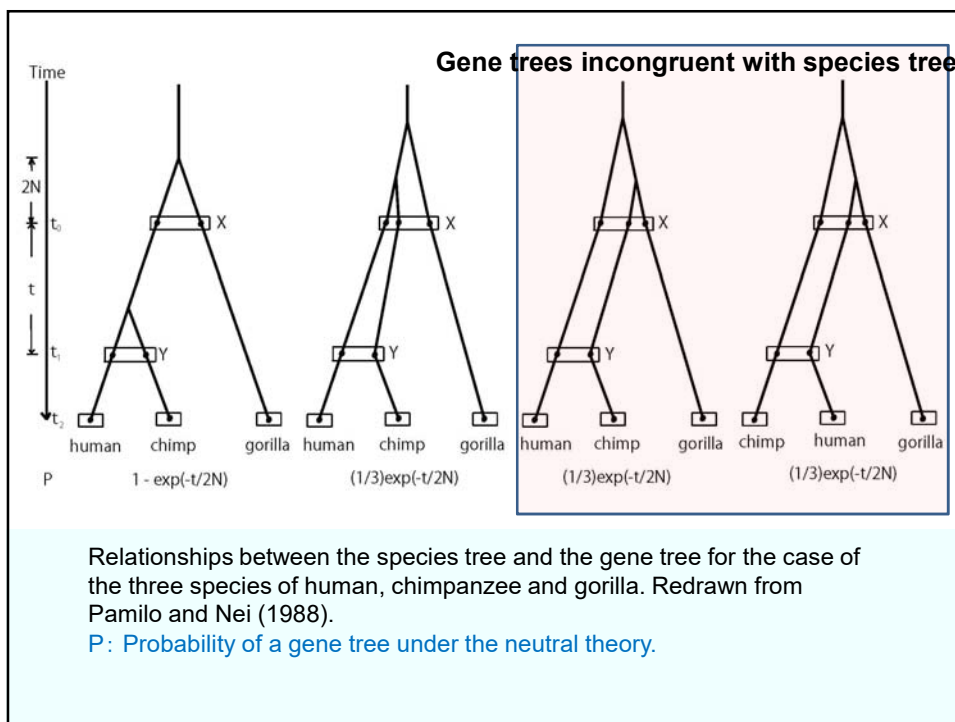 Gene trees incongruent with species tree
Time
2N
t₀
t
t₁
t₂
X
Y
X
Y
X
Y
X
Y
human chimp gorilla human chimp gorilla human chimp gorilla chimp human gorilla
P 1 - exp(-t/2N) (1/3)exp(-t/2N) (1/3)exp(-t/2N) (1/3)exp(-t/2N)
Relationships between the species tree and the gene tree for the case of
the three species of human, chimpanzee and gorilla. Redrawn from
Pamilo and Nei (1988).
P: Probability of a gene tree under the neutral theory.